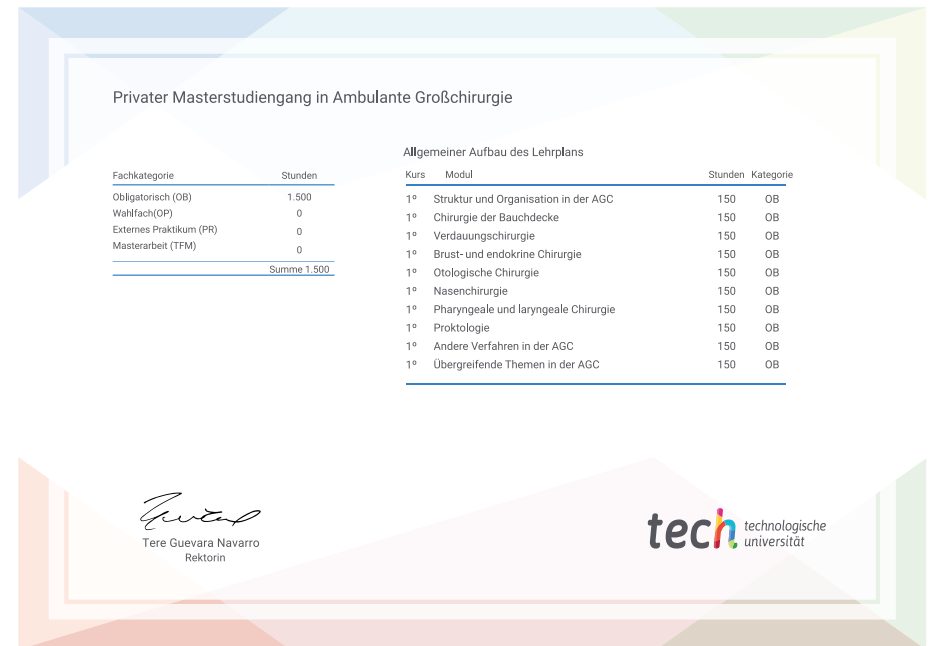 Privater Masterstudiengang in Ambulante Großchirurgie
Fachkategorie Stunden
Obligatorisch (OB) 1.500
Wahlfach(OP) 0
Externes Praktikum (PR) 0
Masterarbeit (TFM) 0
Summe 1.500
Allgemeiner Aufbau des Lehrplans
Kurs Modul Stunden Kategorie
1º Struktur und Organisation in der AGC 150 OB
1º Chirurgie der Bauchdecke 150 OB
1º Verdauungschirurgie 150 OB
1º Brust- und endokrine Chirurgie 150 OB
1º Otologische Chirurgie 150 OB
1º Nasenchirurgie 150 OB
1º Pharyngeale und laryngeale Chirurgie 150 OB
1º Proktologie 150 OB
1º Andere Verfahren in der AGC 150 OB
1º Übergreifende Themen in der AGC 150 OB
Tere Guevara Navarro
Rektorin
tech technologische
universität